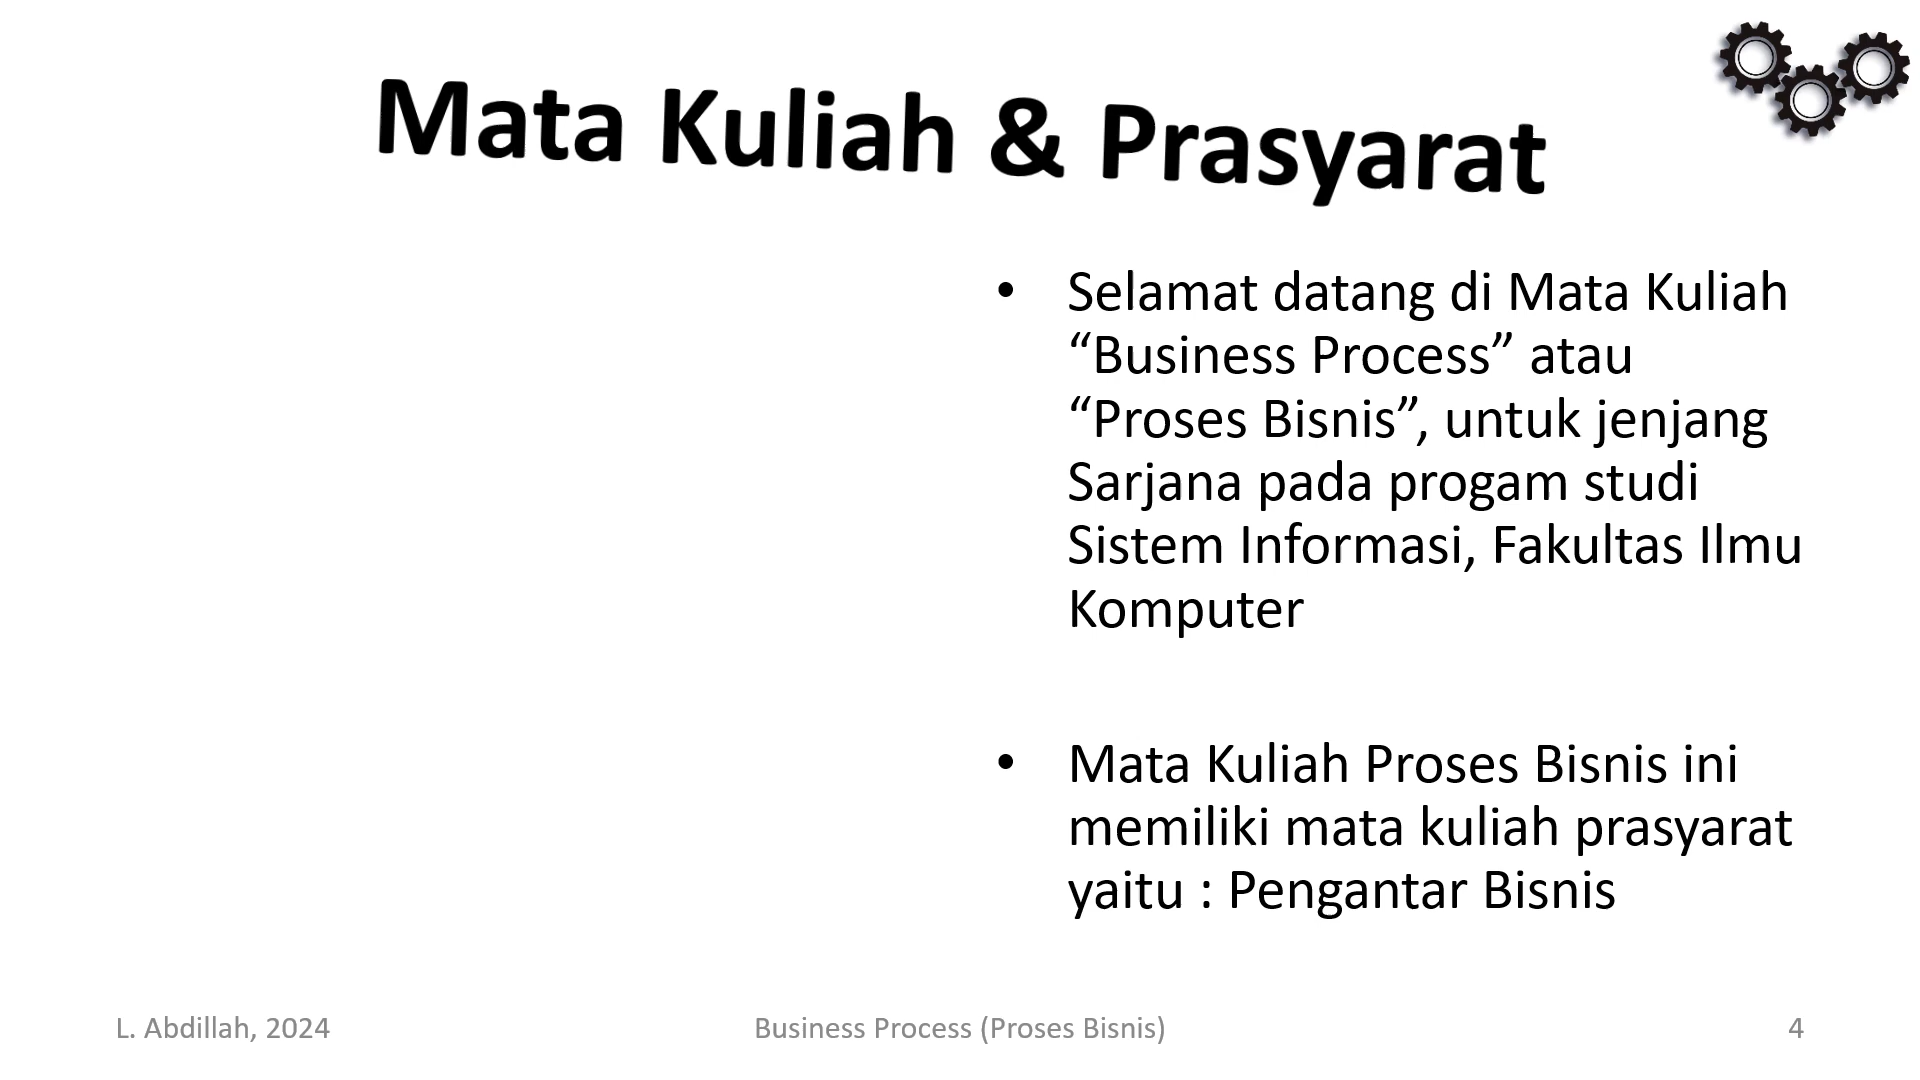 Mata Kuliah & Prasyarat
• Selamat datang di Mata Kuliah
“Business Process” atau
“Proses Bisnis”, untuk jenjang
Sarjana pada progam studi
Sistem Informasi, Fakultas Ilmu
Komputer
• Mata Kuliah Proses Bisnis ini
memiliki mata kuliah prasyarat
yaitu : Pengantar Bisnis
L. Abdillah, 2024
Business Process (Proses Bisnis)
4